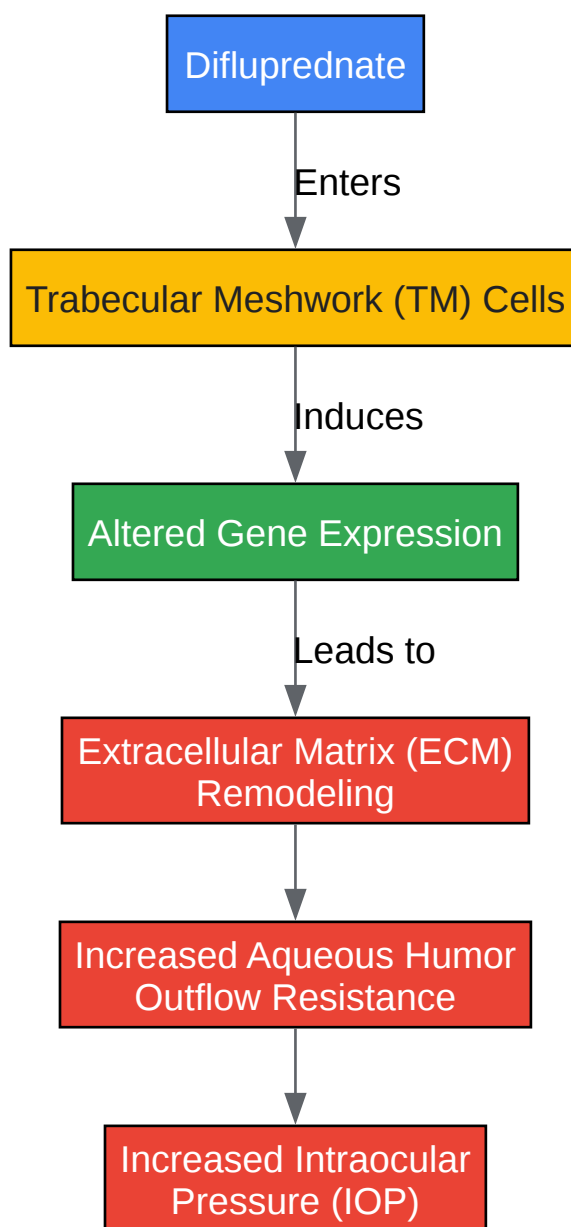 Difluprednate
Enters
Trabecular Meshwork (TM) Cells
Induces
Altered Gene Expression
Leads to
Extracellular Matrix (ECM)
Remodeling
Increased Aqueous Humor
Outflow Resistance
Increased Intraocular
Pressure (IOP)